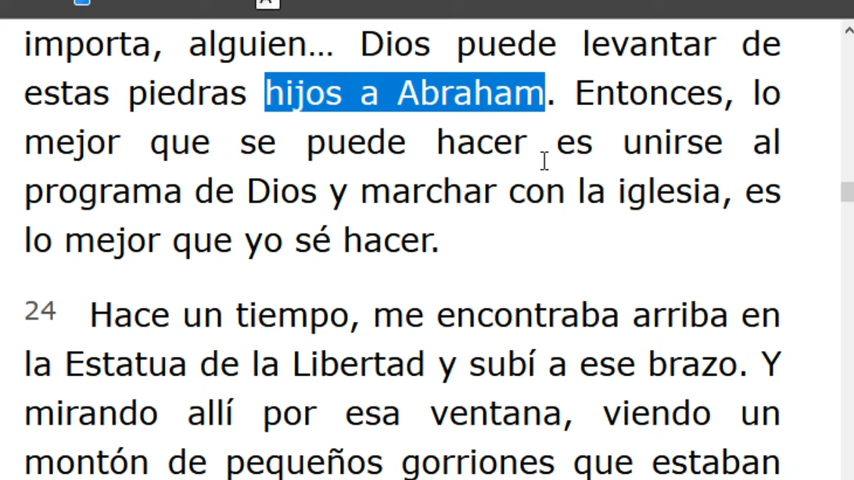 importa, alguien… Dios puede levantar de
estas piedras hijos a Abraham. Entonces, lo
mejor que se puede hacer es unirse al
programa de Dios y marchar con la iglesia, es
lo mejor que yo sé hacer.
24 Hace un tiempo, me encontraba arriba en
la Estatua de la Libertad y subí a ese brazo. Y
mirando allí por esa ventana, viendo un
montón de pequeños gorriones que estaban